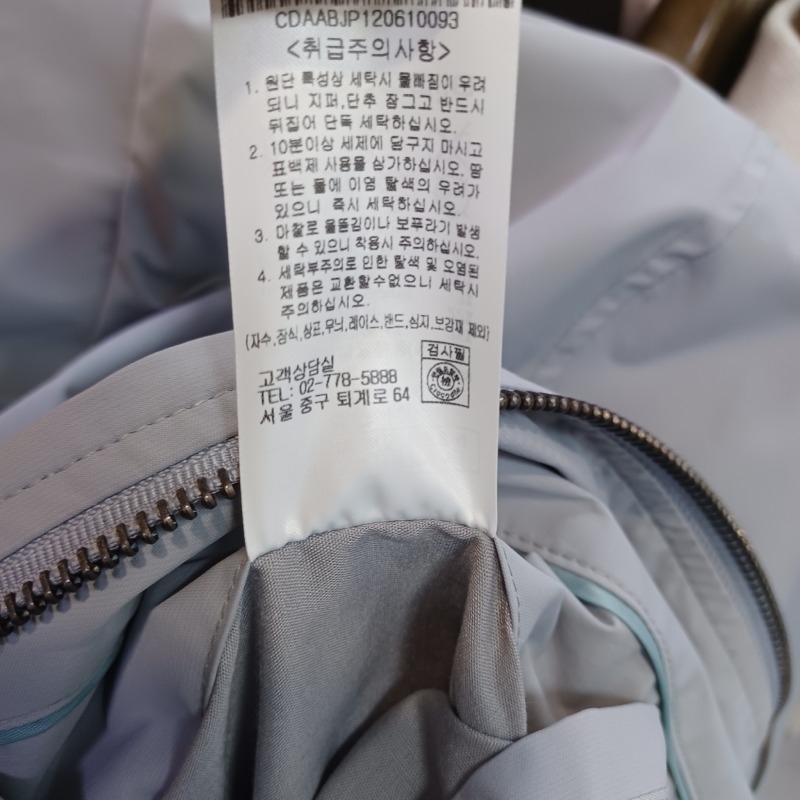 CDAABJP120610093
<취급주의사항>
1. 원단 특성상 세탁시 물빠짐이 우려
되니 지퍼,단추 잠그고 반드시
뒤집어 단독 세탁하십시오.
2. 10분이상 세제에 담구지 마시고
표백제 사용을 삼가하십시오. 땀
또는 물에 이염 탈색의 우려가
있으니 즉시 세탁하십시오.
3. 마찰로 올뜯김이나 보푸라기 발생
할 수 있으니 착용시 주의하십시오.
4. 세탁부주의로 인한 탈색 및 오염된
제품은 교환할수없으니 세탁시
주의하십시오.
(자수,장식,상표,무늬,레이스,밴드,심지,보강재 제외)
검사필
고객상담실
TEL: 02-778-5888
서울 중구 퇴계로 64